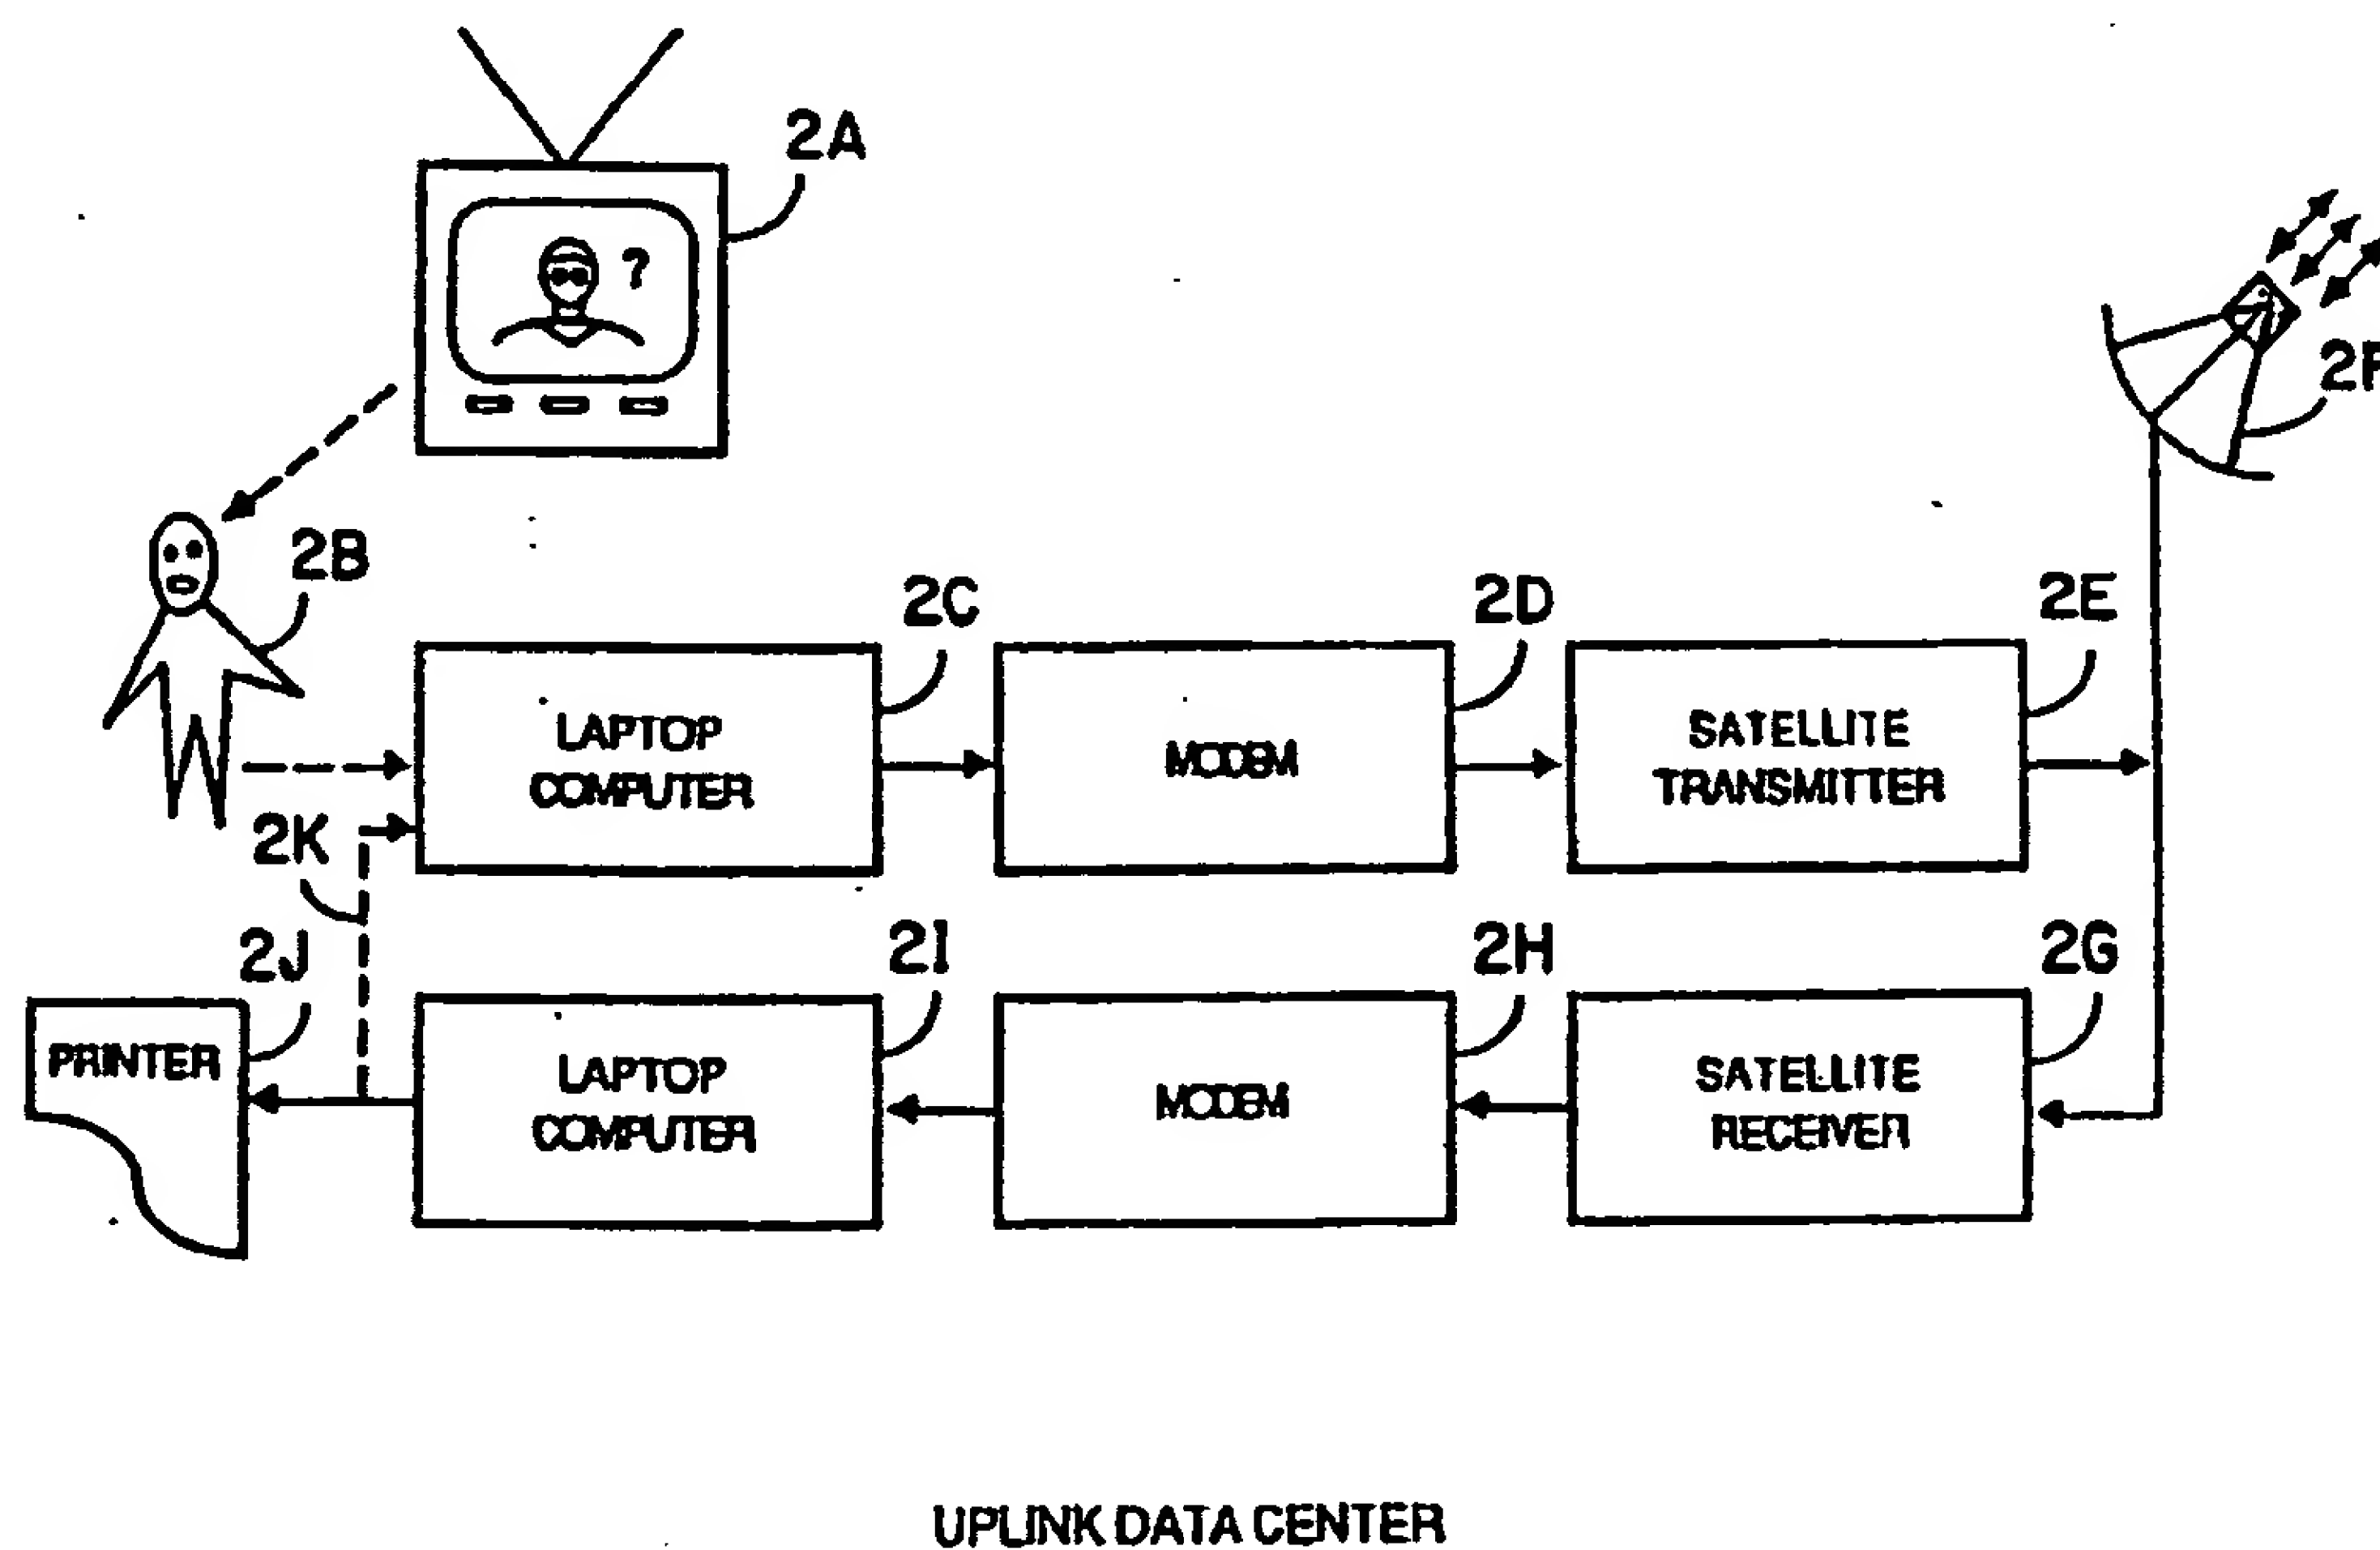 2A
?
2F
2B
2C
2D
2E
LAPTOP
COMPUTER
MODEM
SATELLITE
TRANSMITTER
2K
2J
2I
2H
2G
PRINTER
LAPTOP
COMPUTER
MODEM
SATELLITE
RECEIVER
UPLINK DATA CENTER